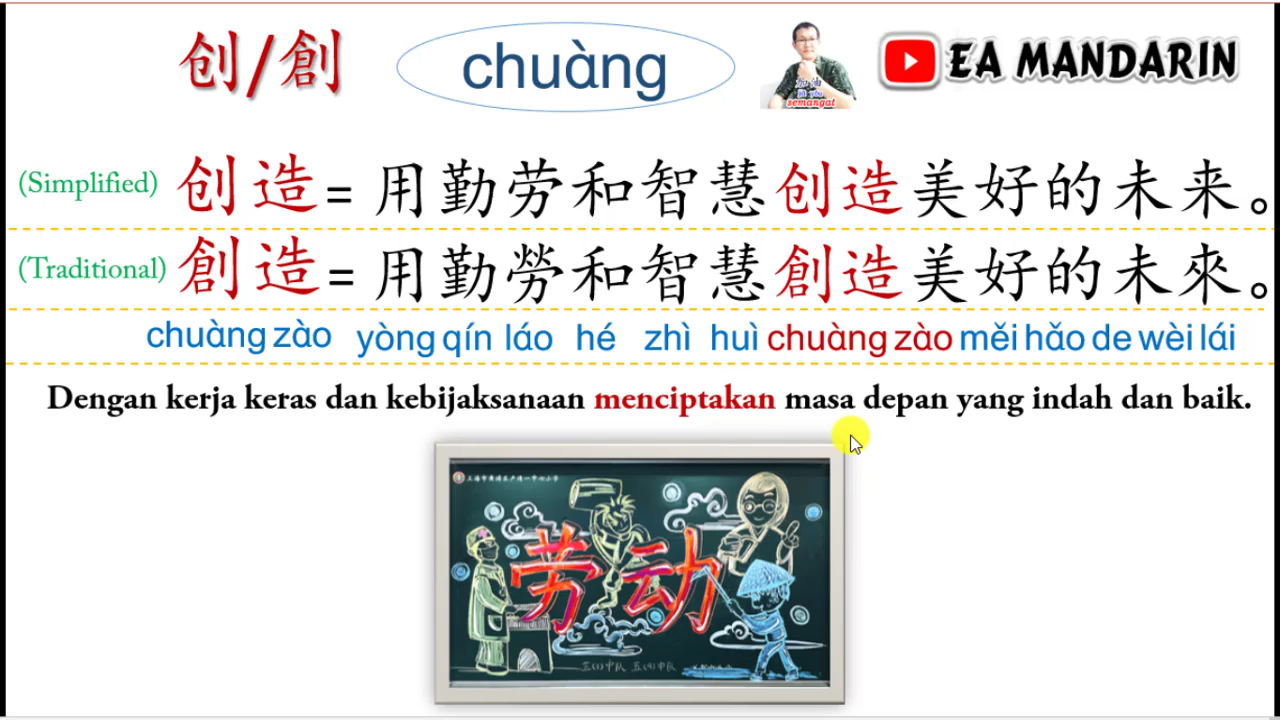 创/創
chuàng
加油
semangat
EA MANDARIN
(Simplified) 创造= 用勤劳和智慧创造美好的未来。
(Traditional) 創造= 用勤勞和智慧創造美好的未來。
chuàng zào yòng qín láo hé zhì huì chuàng zào měi hǎo de wèi lái
Dengan kerja keras dan kebijaksanaan menciptakan masa depan yang indah dan baik.
劳动